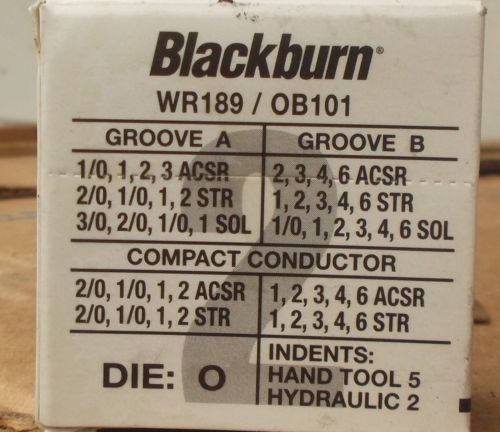 Blackburn®
WR189 / OB101
GROOVE A GROOVE B
1/0, 1, 2, 3 ACSR 2, 3, 4, 6 ACSR
2/0, 1/0, 1, 2 STR 1, 2, 3, 4, 6 STR
3/0, 2/0, 1/0, 1 SOL 1/0, 1, 2, 3, 4, 6 SOL
COMPACT CONDUCTOR
2/0, 1/0, 1, 2 ACSR 1, 2, 3, 4, 6 ACSR
2/0, 1/0, 1, 2 STR 1, 2, 3, 4, 6 STR
DIE: O
INDENTS:
HAND TOOL 5
HYDRAULIC 2
2